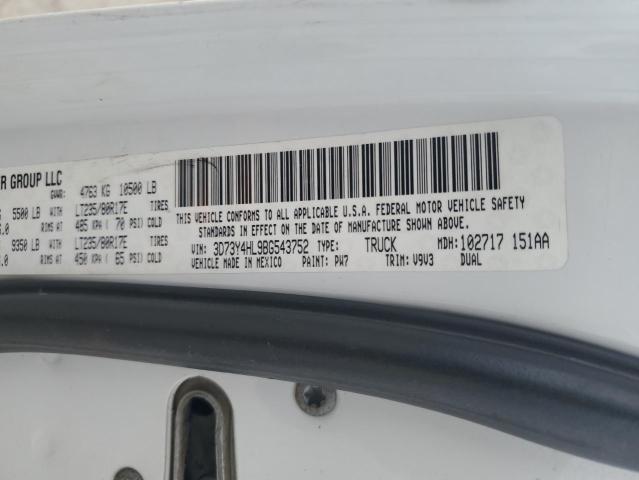 R GROUP LLC
GVWR: 4763 KG 10500 LB
5500 LB WITH LT235/80R17E TIRES
RIMS AT 485 KPA ( 70 PSI) COLD
9350 LB WITH LT235/80R17E TIRES
RIMS AT 450 KPA ( 65 PSI) COLD
THIS VEHICLE CONFORMS TO ALL APPLICABLE U.S.A. FEDERAL MOTOR VEHICLE SAFETY
STANDARDS IN EFFECT ON THE DATE OF MANUFACTURE SHOWN ABOVE.
VIN: 3D73Y4HL9BG543752 TYPE: TRUCK MDH: 102717 151AA
VEHICLE MADE IN MEXICO PAINT: PW7 TRIM: V9V3 DUAL